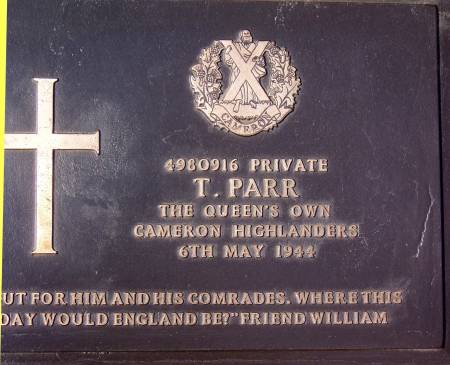 CAMERON
4980916 PRIVATE
T. PARR
THE QUEEN'S OWN
CAMERON HIGHLANDERS
6TH MAY 1944
UT FOR HIM AND HIS COMRADES. WHERE THIS
DAY WOULD ENGLAND BE?" FRIEND WILLIAM